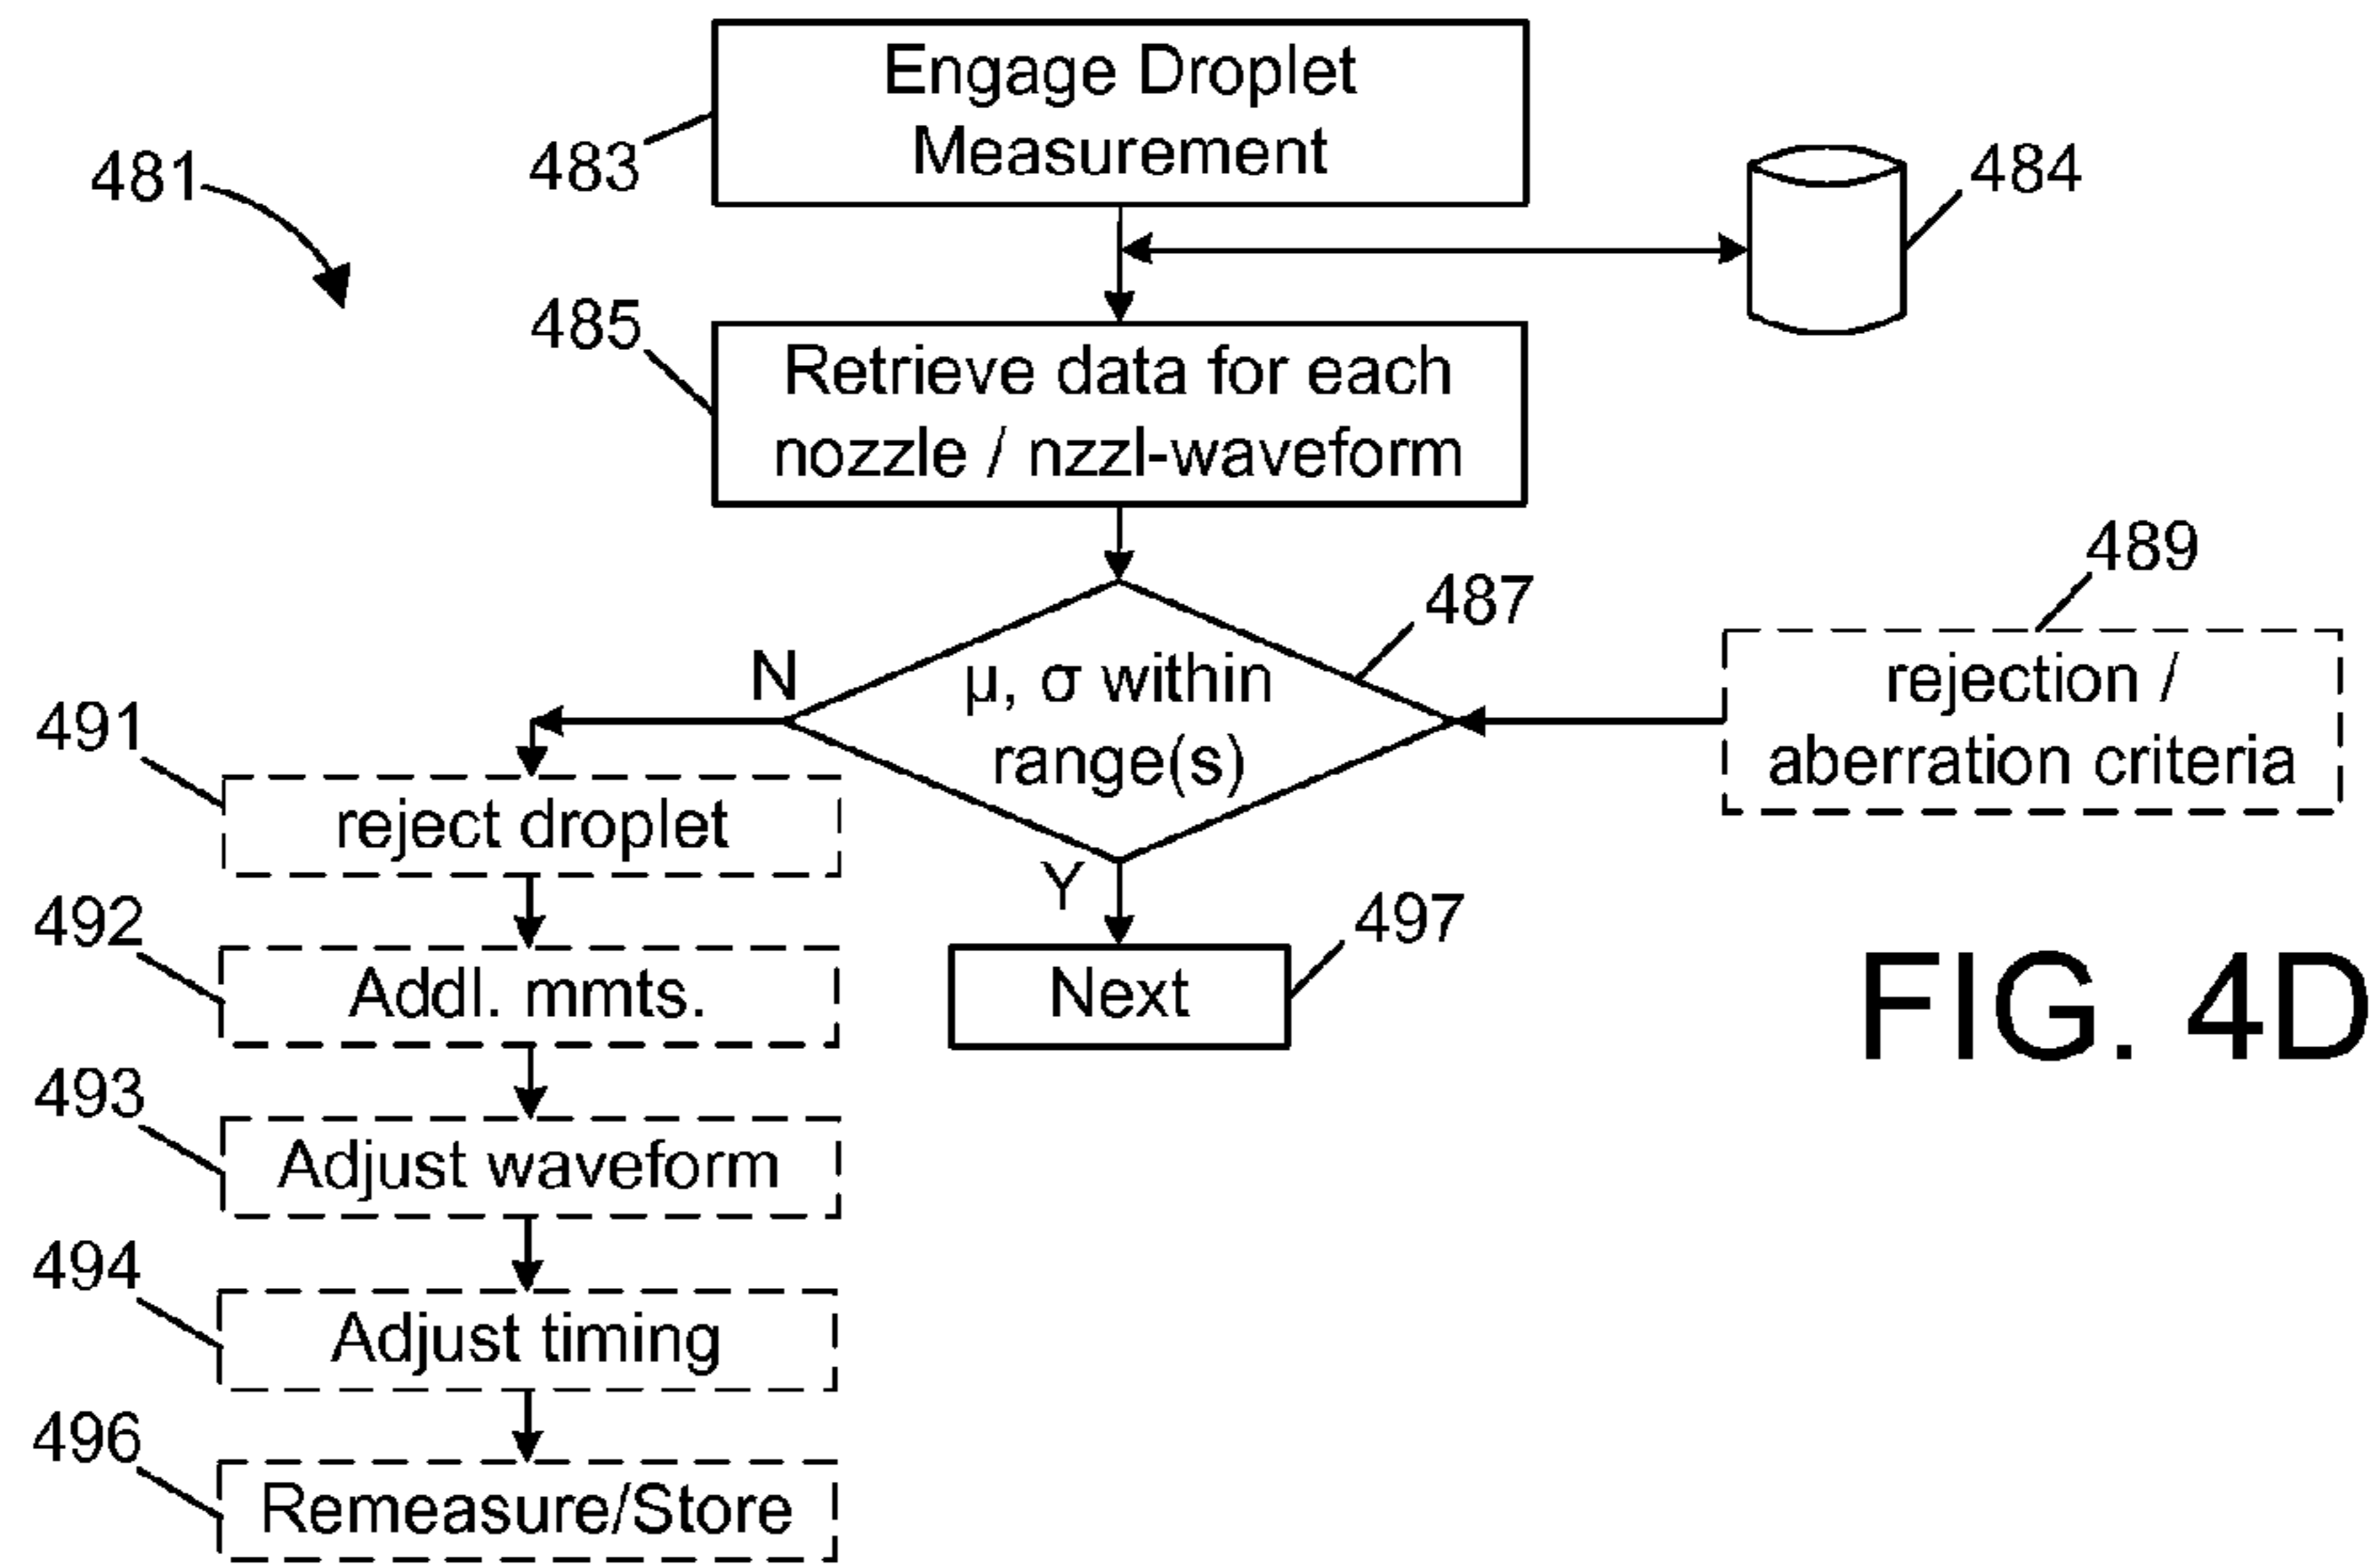 Engage Droplet
Measurement
481
483
484
485
Retrieve data for each
nozzle / nzzl-waveform
489
487
N
μ, σ within
range(s)
rejection /
aberration criteria
491
reject droplet
Y
492
497
Addl. mmts.
Next
FIG. 4D
493
Adjust waveform
494
Adjust timing
496
Remeasure/Store